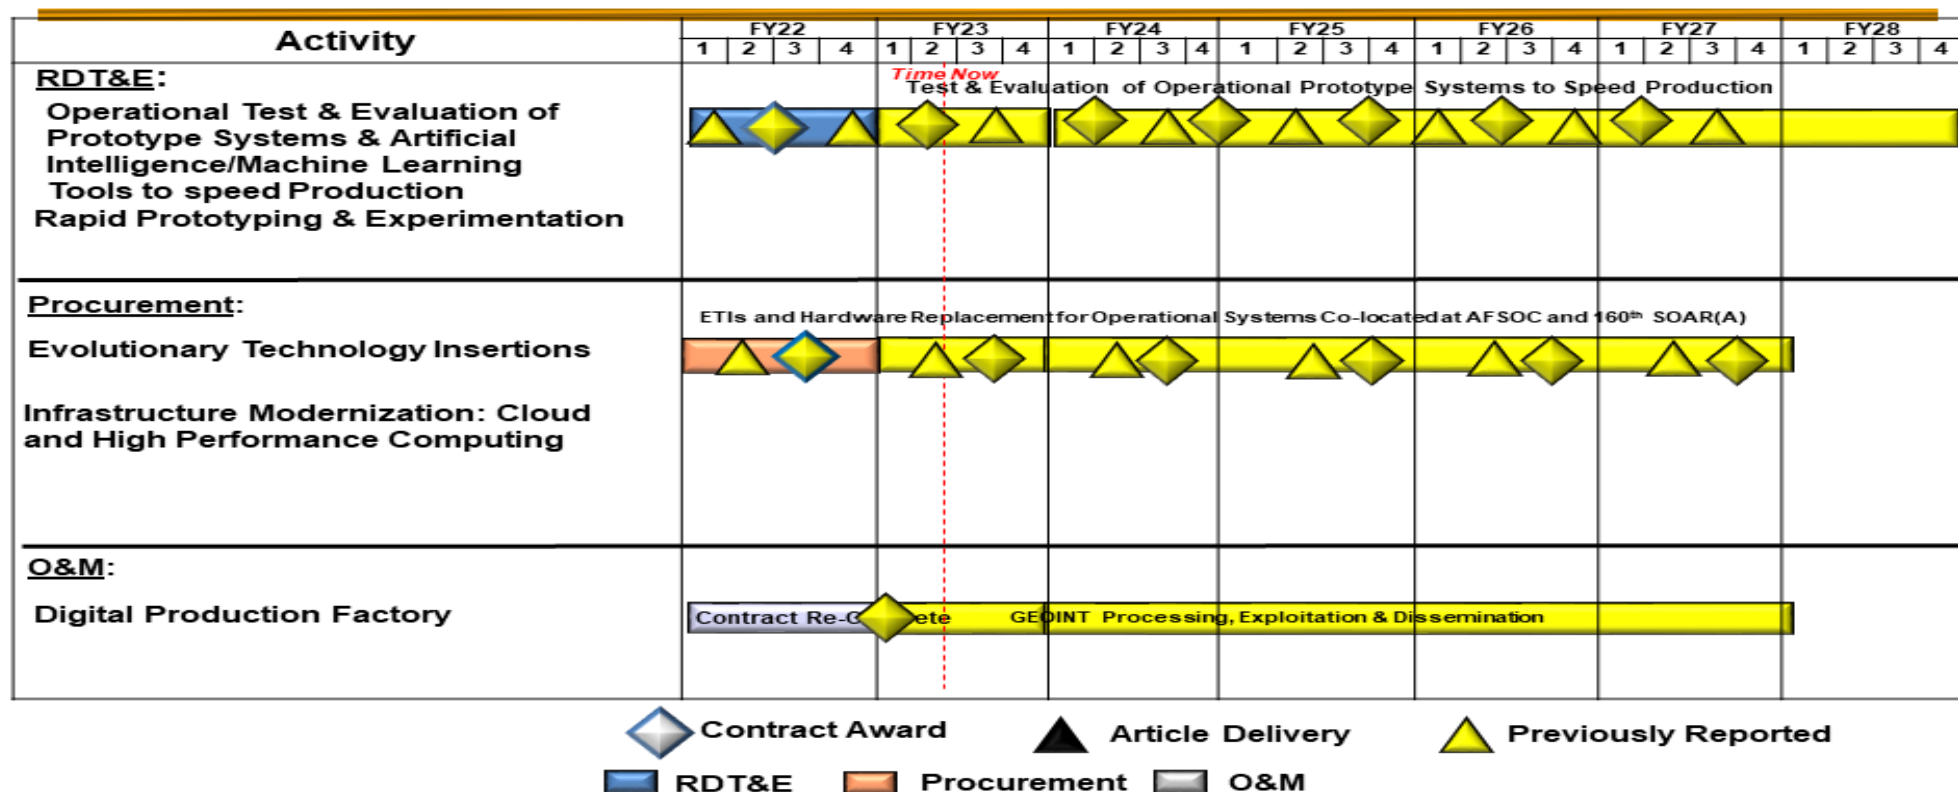 Activity
FY22 FY23 FY24 FY25 FY26 FY27 FY28
1 2 3 4 1 2 3 4 1 2 3 4 1 2 3 4 1 2 3 4 1 2 3 4 1 2 3 4
RDT&E:
Time Now
Test & Evaluation of Operational Prototype Systems to Speed Production
Operational Test & Evaluation of
Prototype Systems & Artificial
Intelligence/Machine Learning
Tools to speed Production
Rapid Prototyping & Experimentation
Procurement:
ETIs and Hardware Replacement for Operational Systems Co-located at AFSOC and 160th SOAR(A)
Evolutionary Technology Insertions
Infrastructure Modernization: Cloud
and High Performance Computing
O&M:
Digital Production Factory
Contract Re-C ete GEOINT Processing, Exploitation & Dissemination
Contract Award Article Delivery Previously Reported
RDT&E Procurement O&M